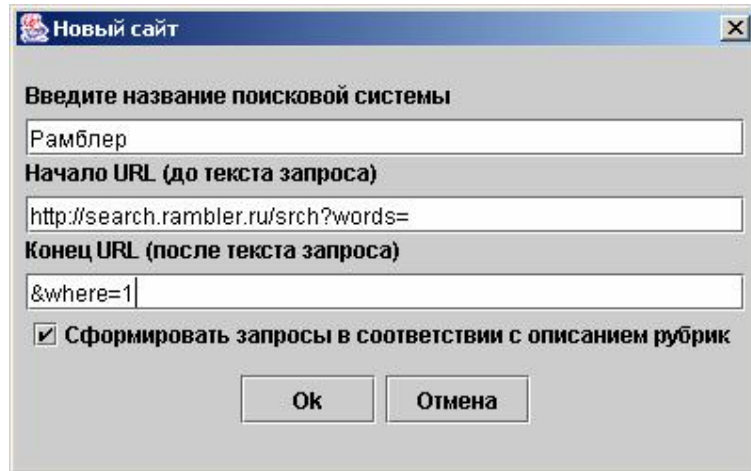 Новый сайт
Введите название поисковой системы
Рамблер
Начало URL (до текста запроса)
http://search.rambler.ru/srch?words=
Конец URL (после текста запроса)
&where=1
Сформировать запросы в соответствии с описанием рубрик
Ok Отмена